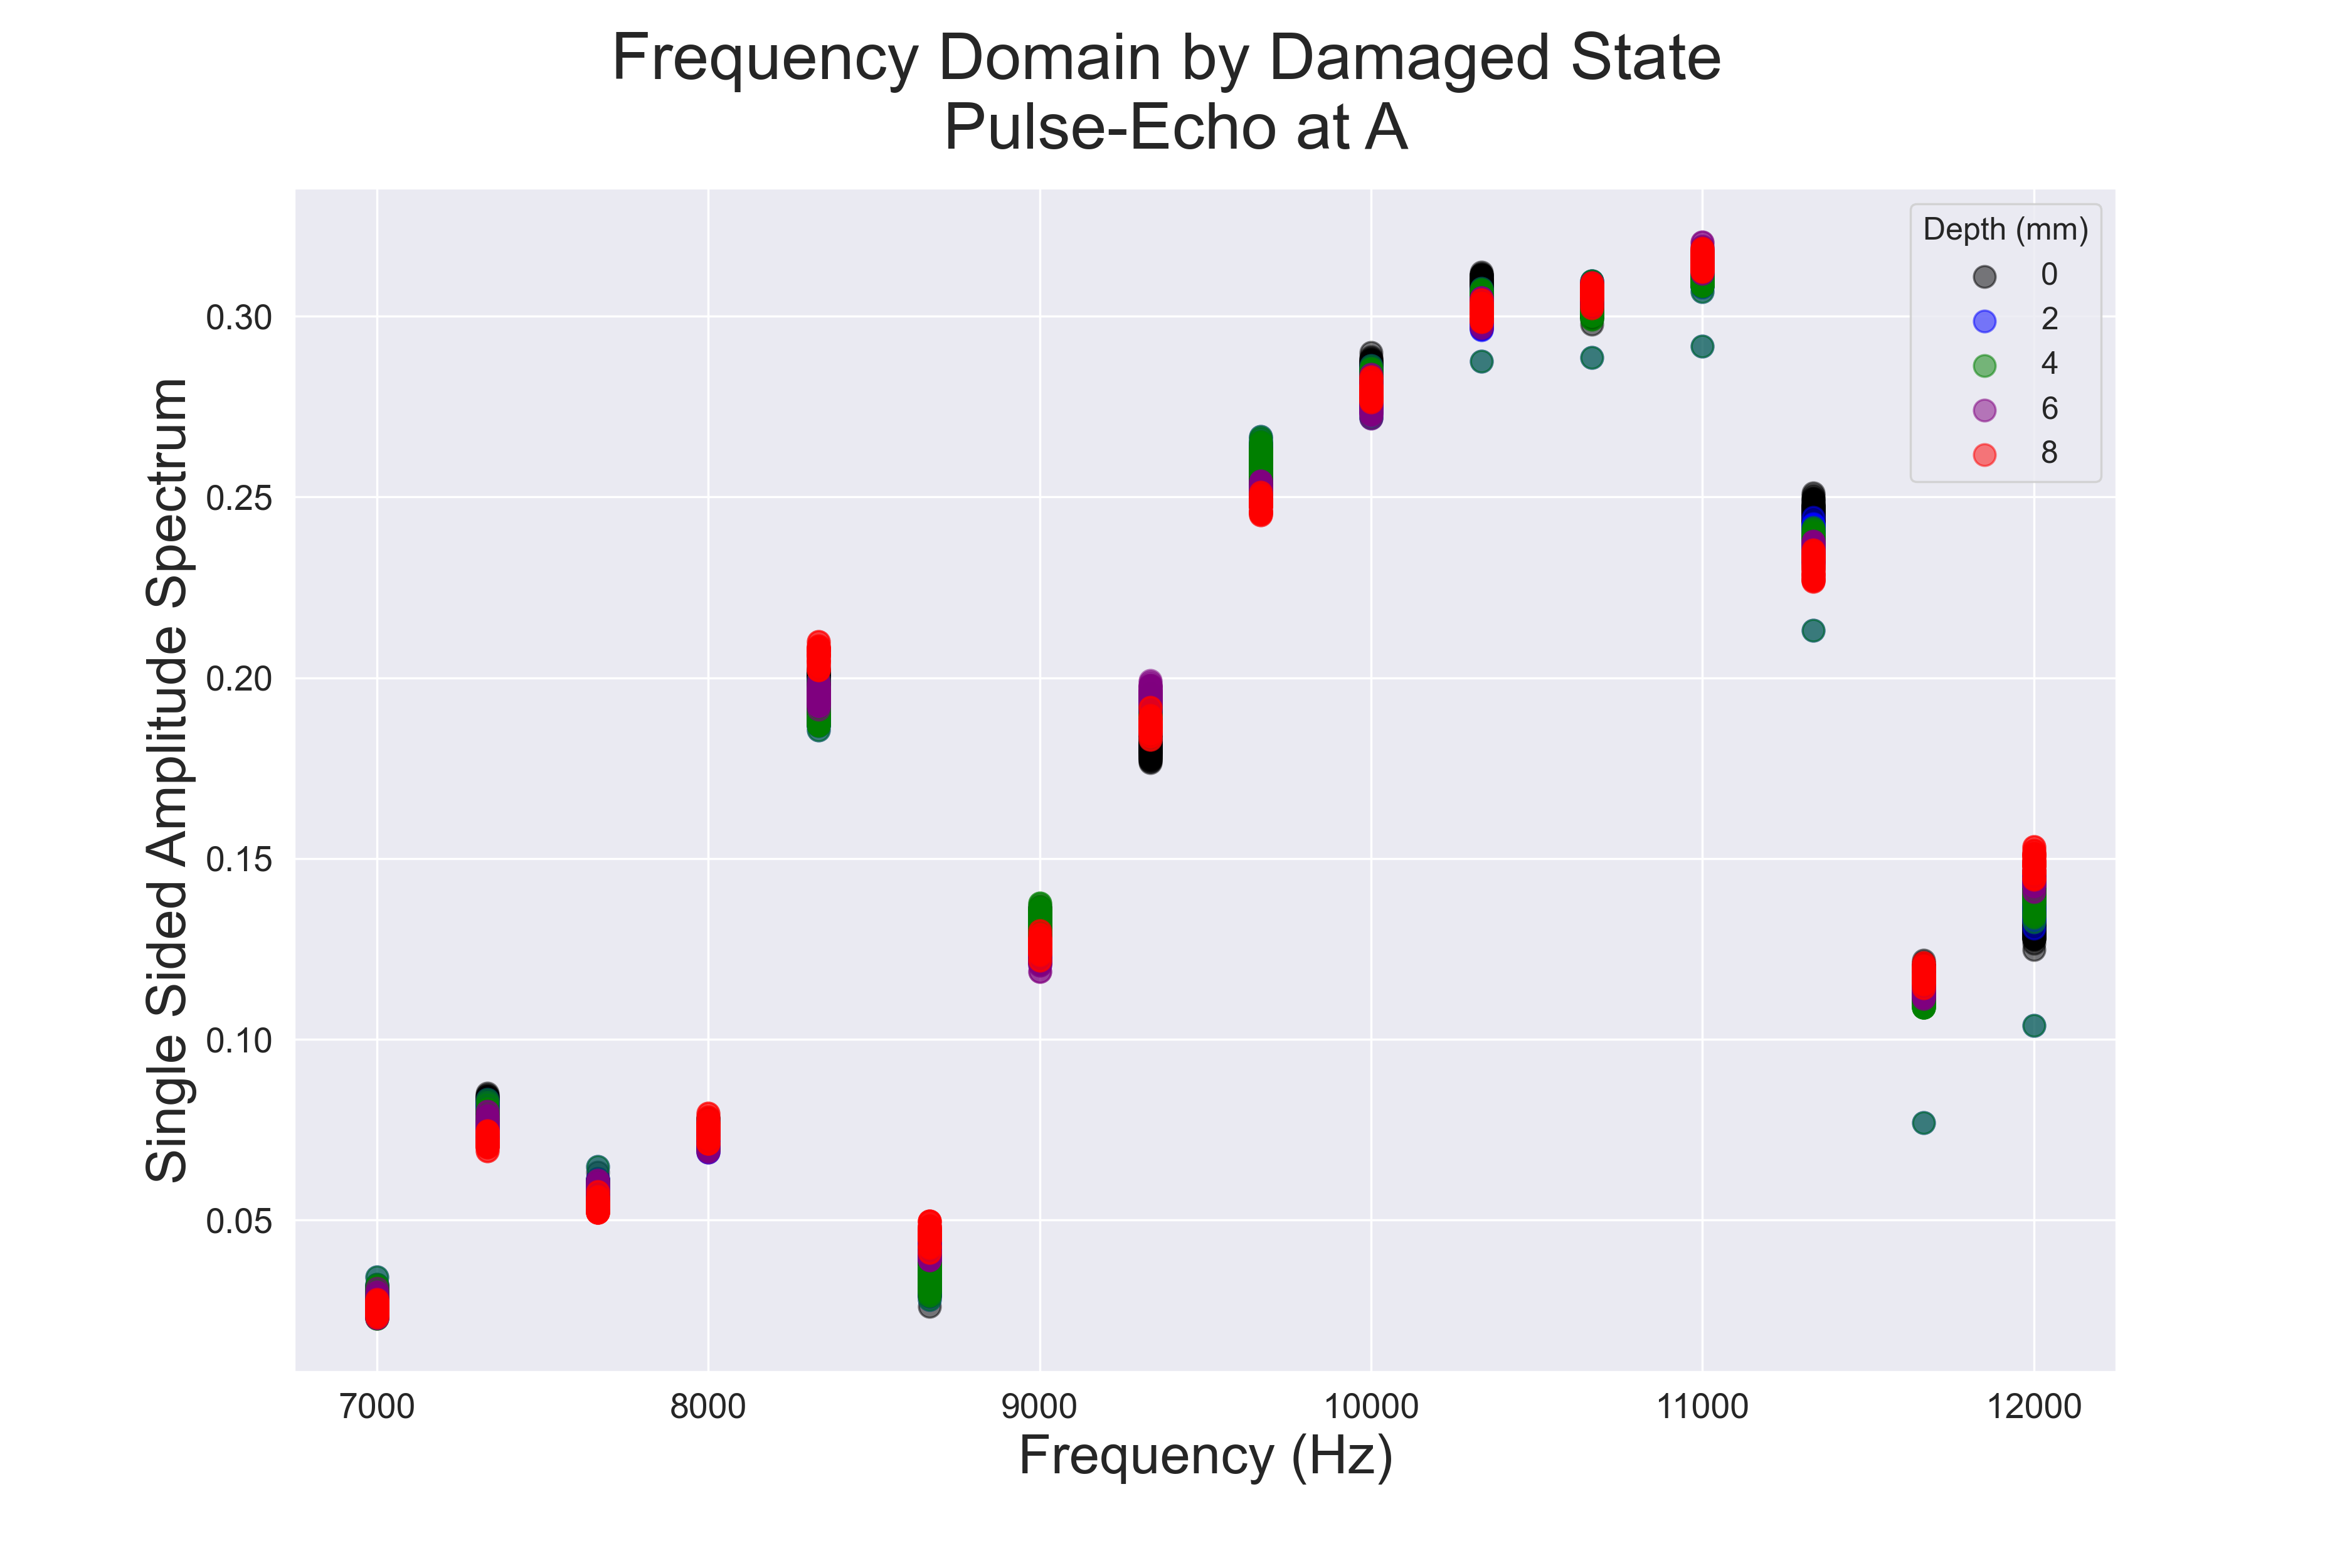 Frequency Domain by Damaged State
Pulse-Echo at A
Single Sided Amplitude Spectrum
0.30
0.25
0.20
0.15
0.10
0.05
Depth (mm)
0
2
4
6
8
7000 8000 9000 10000 11000 12000
Frequency (Hz)